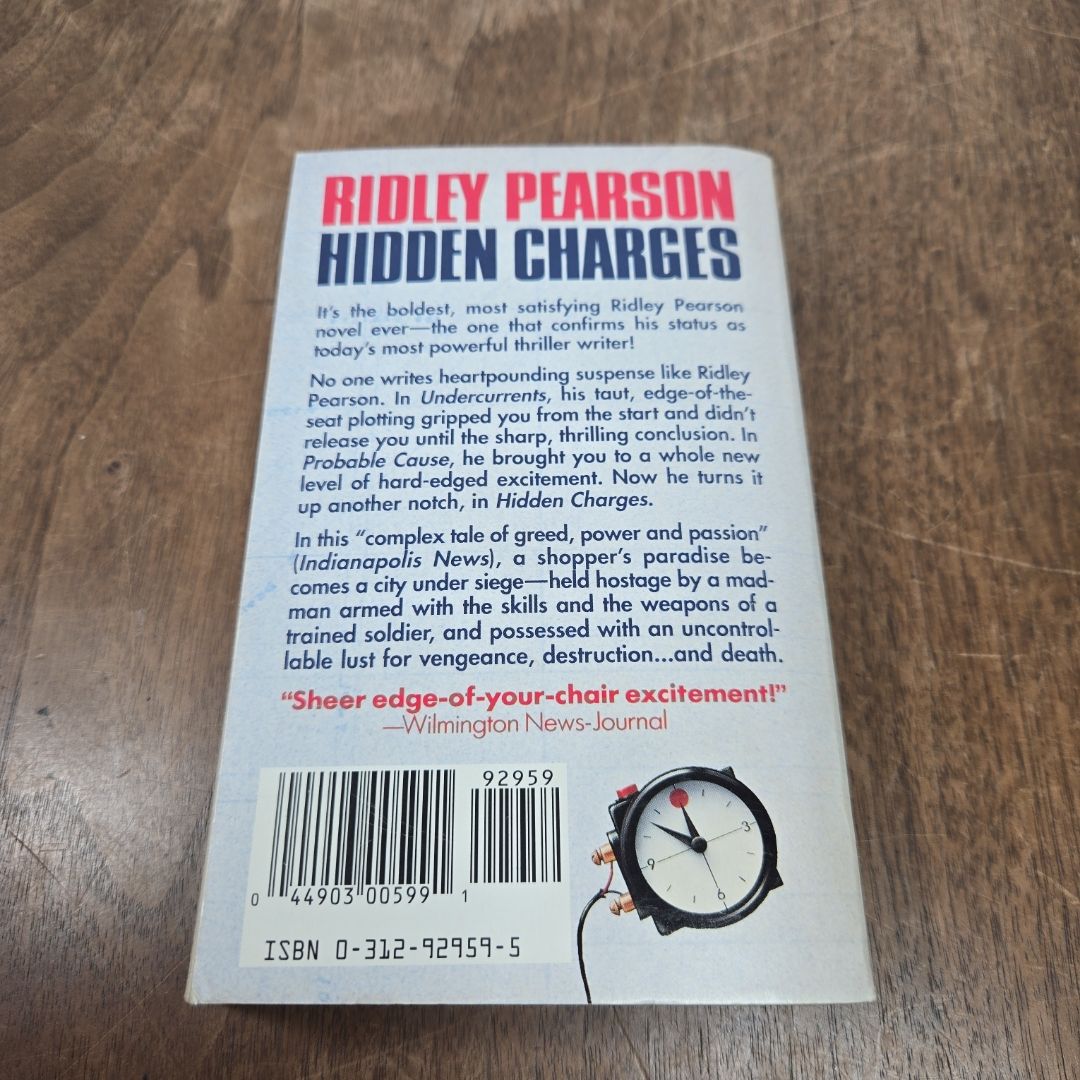 RIDLEY PEARSON
HIDDEN CHARGES
It's the boldest, most satisfying Ridley Pearson
novel ever—the one that confirms his status as
today's most powerful thriller writer!
No one writes heartpounding suspense like Ridley
Pearson. In Undercurrents, his taut, edge-of-the-
seat plotting gripped you from the start and didn't
release you until the sharp, thrilling conclusion. In
Probable Cause, he brought you to a whole new
level of hard-edged excitement. Now he turns it
up another notch, in Hidden Charges.
In this "complex tale of greed, power and passion"
(Indianapolis News), a shopper's paradise be-
comes a city under siege—held hostage by a mad-
man armed with the skills and the weapons of a
trained soldier, and possessed with an uncontrol-
lable lust for vengeance, destruction...and death.
"Sheer edge-of-your-chair excitement!"
—Wilmington News-Journal
92959
0 44903 00599 1
ISBN 0-312-92959-5
3
9
6